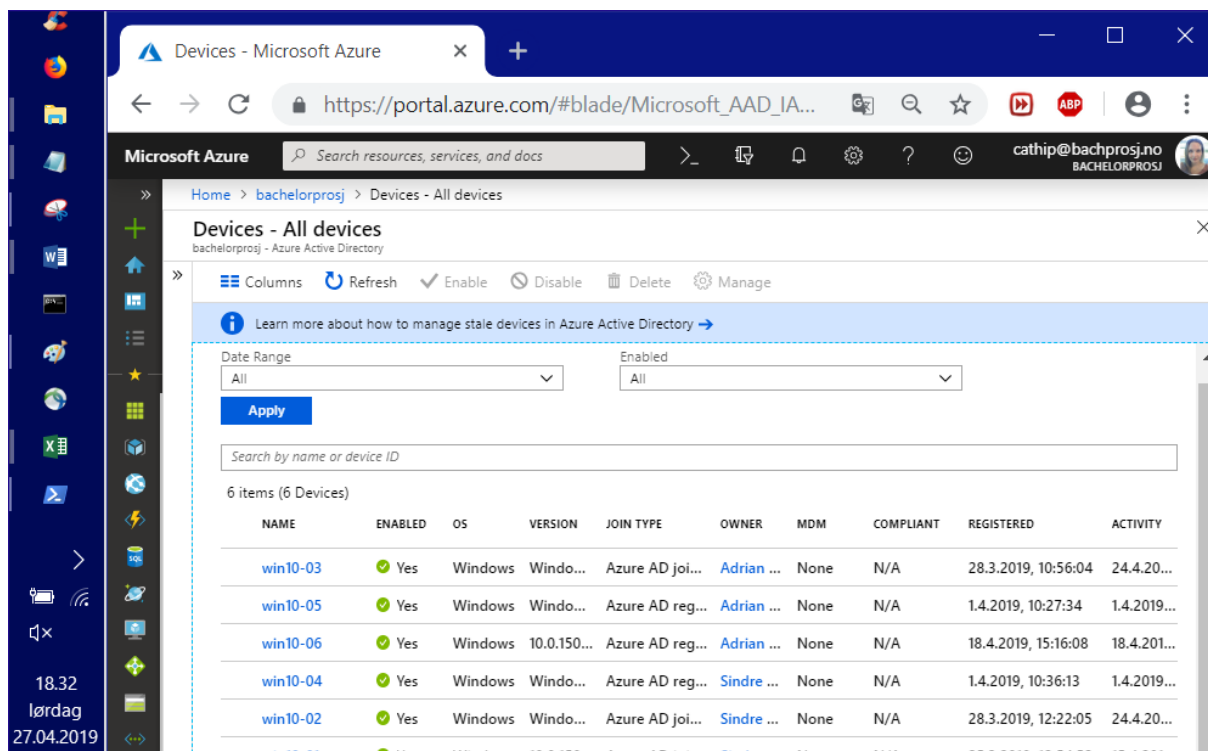 Devices - Microsoft Azure
https://portal.azure.com/#blade/Microsoft_AAD_IA...
ABP
Microsoft Azure
Search resources, services, and docs
cathip@bachprosj.no
BACHELORPROSJ
Home > bachelorprosj > Devices - All devices
Devices - All devices
bachelorprosj - Azure Active Directory
Columns Refresh Enable Disable Delete Manage
Learn more about how to manage stale devices in Azure Active Directory →
Date Range Enabled
All All
Apply
Search by name or device ID
6 items (6 Devices)
NAME ENABLED OS VERSION JOIN TYPE OWNER MDM COMPLIANT REGISTERED ACTIVITY
win10-03 Yes Windows Windo... Azure AD joi... Adrian ... None N/A 28.3.2019, 10:56:04 24.4.20...
win10-05 Yes Windows Windo... Azure AD reg... Adrian ... None N/A 1.4.2019, 10:27:34 1.4.2019...
win10-06 Yes Windows 10.0.150... Azure AD reg... Adrian ... None N/A 18.4.2019, 15:16:08 18.4.201...
win10-04 Yes Windows Windo... Azure AD reg... Sindre ... None N/A 1.4.2019, 10:36:13 1.4.2019...
win10-02 Yes Windows Windo... Azure AD joi... Sindre ... None N/A 28.3.2019, 12:22:05 24.4.20...
18.32
lørdag
27.04.2019